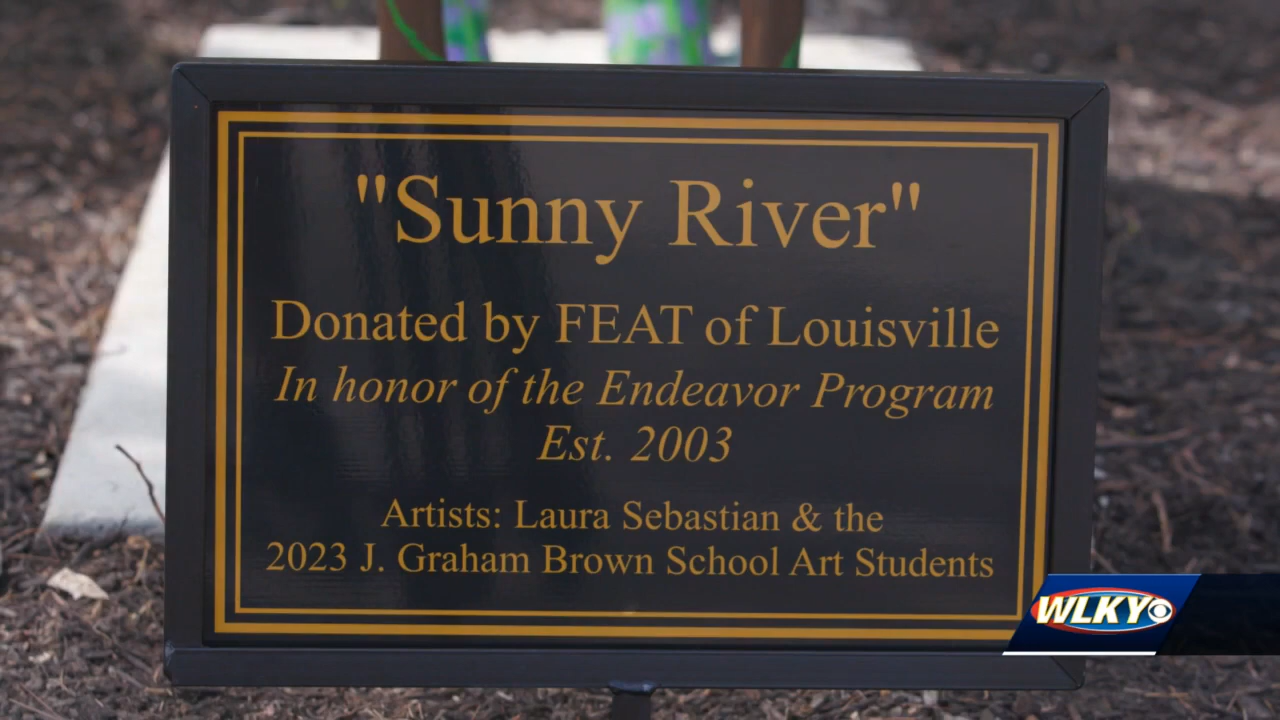 "Sunny River"
Donated by FEAT of Louisville
In honor of the Endeavor Program
Est. 2003
Artists: Laura Sebastian & the
2023 J. Graham Brown School Art Students
WLKY